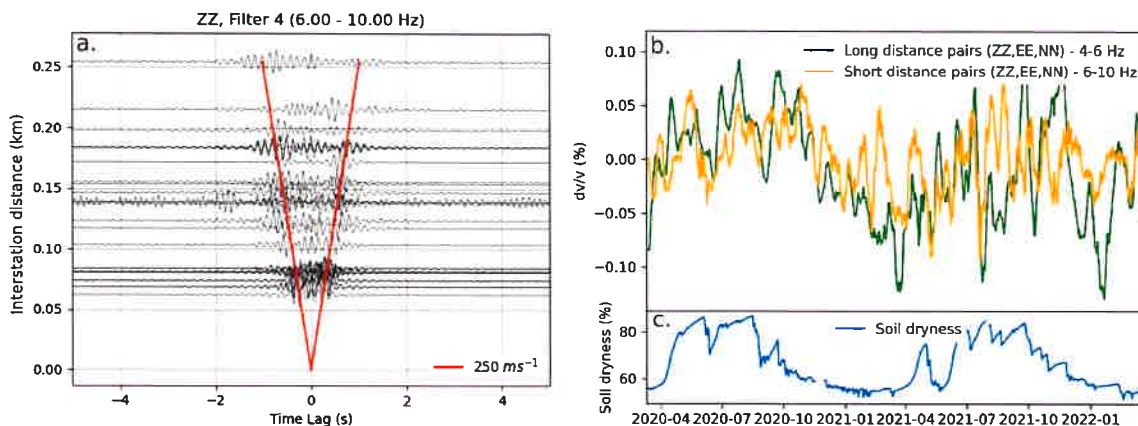 ZZ, Filter 4 (6.00 - 10.00 Hz)
a.
Interstation distance (km)
0.25
0.20
0.15
0.10
0.05
0.00
−4
−2
0
2
4
Time Lag (s)
250 ms⁻¹
b.
Long distance pairs (ZZ,EE,NN) - 4-6 Hz
Short distance pairs (ZZ,EE,NN) - 6-10 Hz
dv/v (%)
0.10
0.05
0.00
−0.05
−0.10
c.
Soil dryness
Soil dryness (%)
80
60
2020-04 2020-07 2020-10 2021-01 2021-04 2021-07 2021-10 2022-01